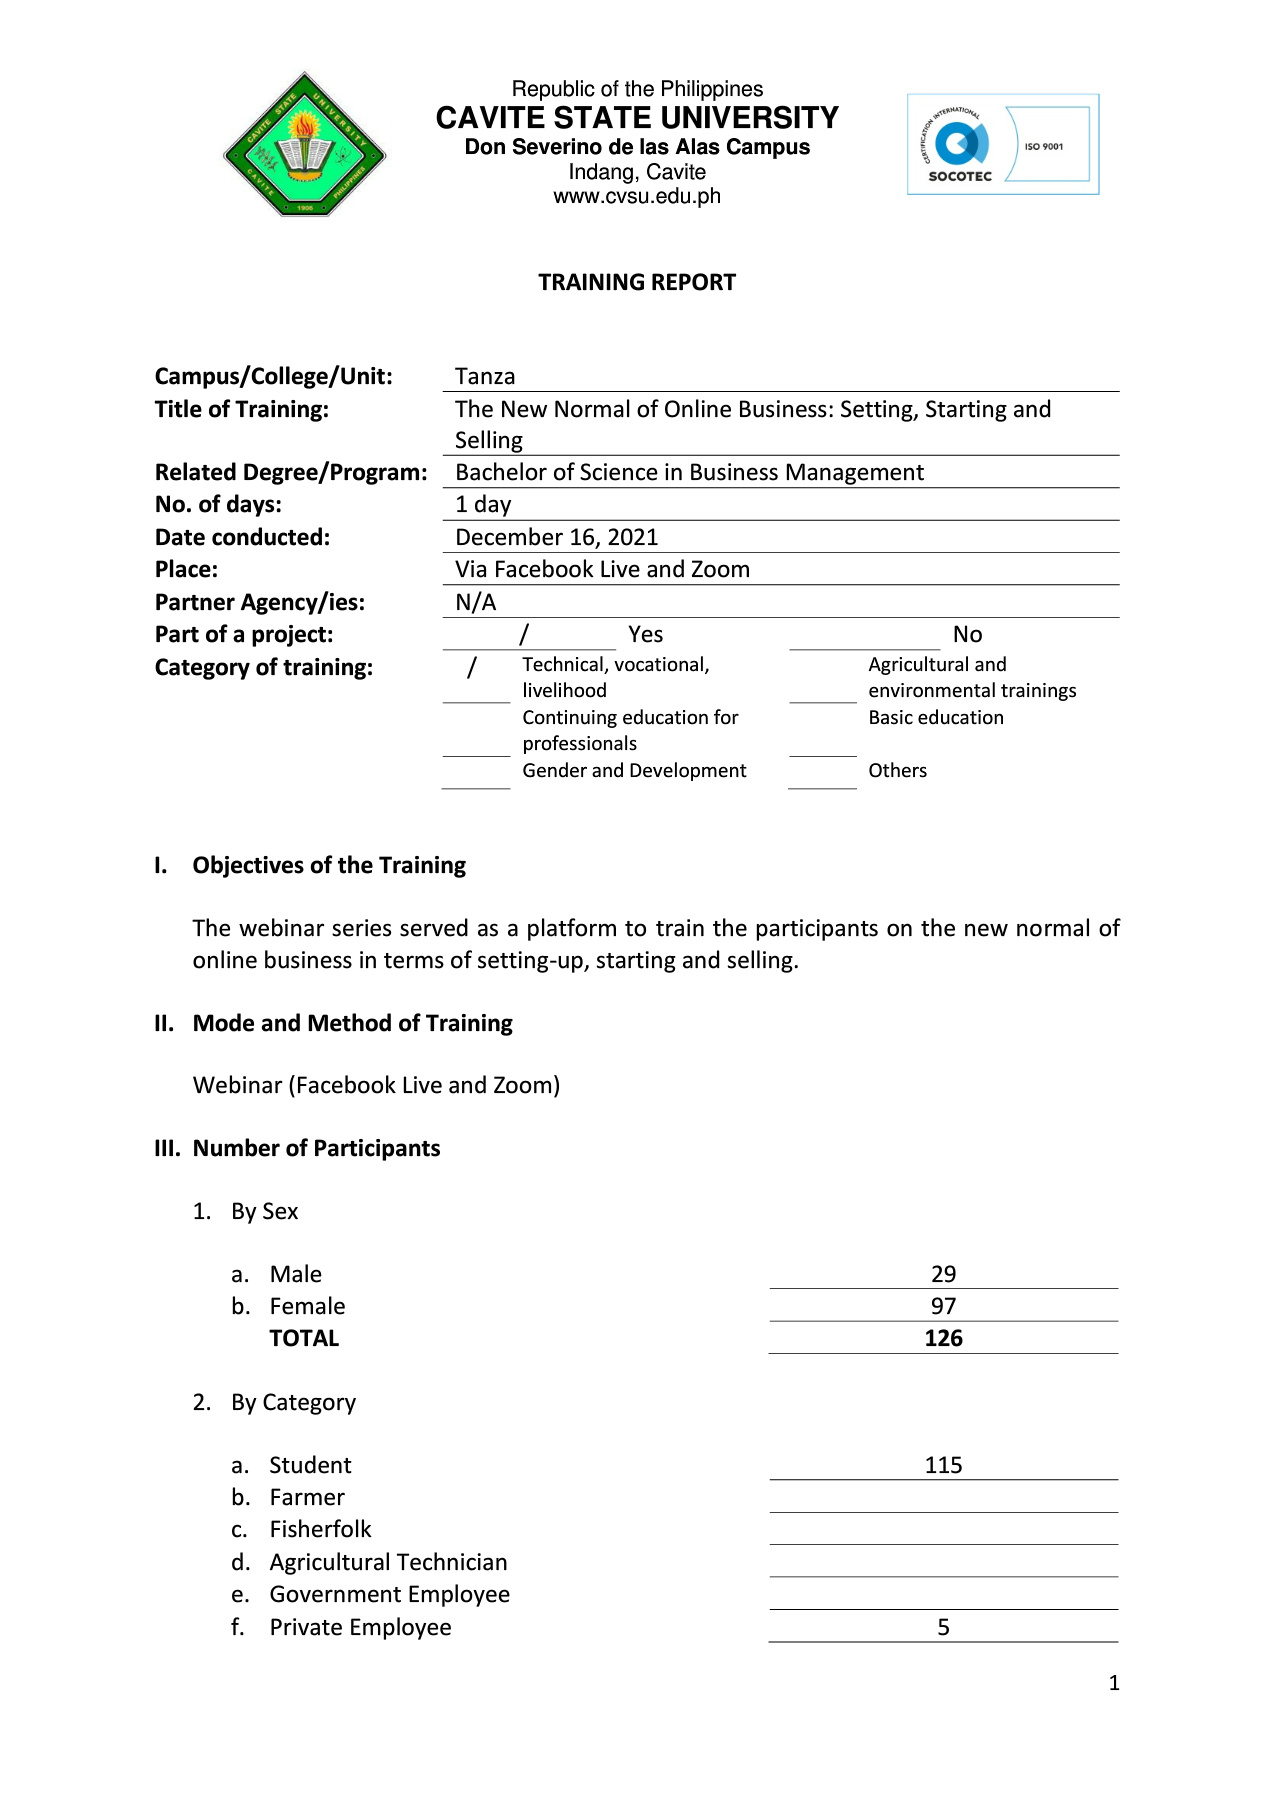 Republic of the Philippines
CAVITE STATE UNIVERSITY
Don Severino de las Alas Campus
Indang, Cavite
www.cvsu.edu.ph
CAVITE STATE UNIVERSITY
CAVITE PHILIPPINES
1906
CERTIFICATION INTERNATIONAL
SOCOTEC
ISO 9001
TRAINING REPORT
Campus/College/Unit: Tanza
Title of Training: The New Normal of Online Business: Setting, Starting and
Selling
Related Degree/Program: Bachelor of Science in Business Management
No. of days: 1 day
Date conducted: December 16, 2021
Place: Via Facebook Live and Zoom
Partner Agency/ies: N/A
Part of a project: / Yes No
Category of training: / Technical, vocational, Agricultural and
livelihood environmental trainings
Continuing education for Basic education
professionals
Gender and Development Others
I. Objectives of the Training
The webinar series served as a platform to train the participants on the new normal of
online business in terms of setting-up, starting and selling.
II. Mode and Method of Training
Webinar (Facebook Live and Zoom)
III. Number of Participants
1. By Sex
a. Male 29
b. Female 97
TOTAL 126
2. By Category
a. Student 115
b. Farmer
c. Fisherfolk
d. Agricultural Technician
e. Government Employee
f. Private Employee 5
1